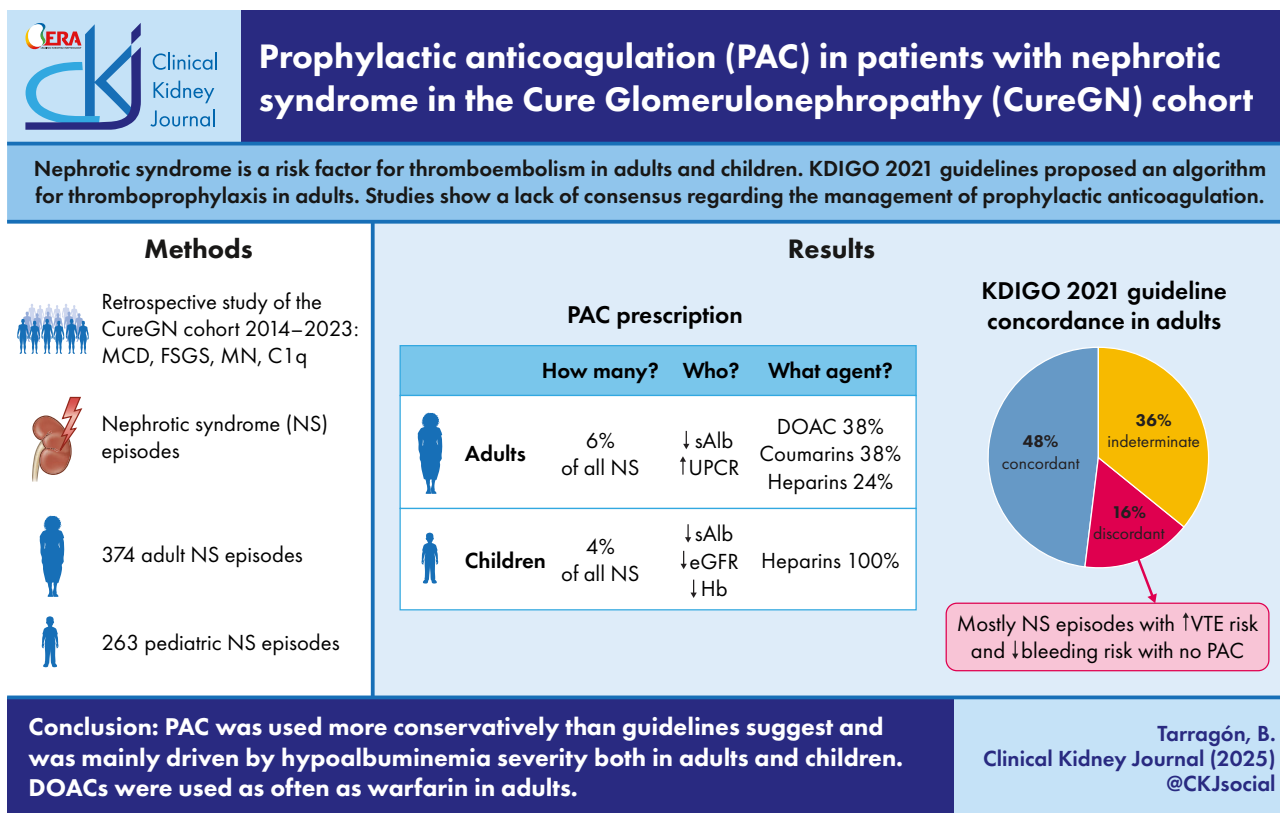 ERA
ckj
Clinical
Kidney
Journal
Prophylactic anticoagulation (PAC) in patients with nephrotic
syndrome in the Cure Glomerulonephropathy (CureGN) cohort
Nephrotic syndrome is a risk factor for thromboembolism in adults and children. KDIGO 2021 guidelines proposed an algorithm
for thromboprophylaxis in adults. Studies show a lack of consensus regarding the management of prophylactic anticoagulation.
Methods
Retrospective study of the
CureGN cohort 2014–2023:
MCD, FSGS, MN, C1q
Nephrotic syndrome (NS)
episodes
374 adult NS episodes
263 pediatric NS episodes
Results
PAC prescription
How many? Who? What agent?
Adults
6%
of all NS
↓sAlb
↑UPCR
DOAC 38%
Coumarins 38%
Heparins 24%
Children
4%
of all NS
↓sAlb
↓eGFR
↓Hb
Heparins 100%
KDIGO 2021 guideline
concordance in adults
48%
concordant
36%
indeterminate
16%
discordant
Mostly NS episodes with ↑VTE risk
and ↓bleeding risk with no PAC
Conclusion: PAC was used more conservatively than guidelines suggest and
was mainly driven by hypoalbuminemia severity both in adults and children.
DOACs were used as often as warfarin in adults.
Tarragón, B.
Clinical Kidney Journal (2025)
@CKJsocial